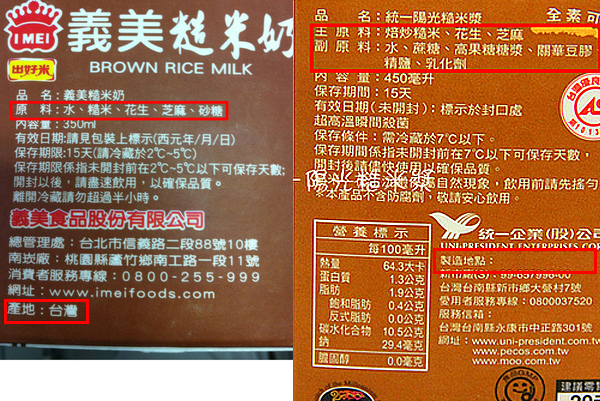 I MEI
義美糙米奶
出好米
BROWN RICE MILK
品 名：義美糙米奶
原 料：水、糙米、花生、芝麻、砂糖
內容量：350ml
有效日期:請見包裝上標示(西元年/月/日)
保存期限:15天(請冷藏於2℃~5℃)
保存期限係指未開封前在2℃~5℃以下可保存天數;
開封以後，請盡速飲用，以確保品質。
離開冷藏請勿超過半小時。
義美食品股份有限公司
總管理處：台北市信義路二段88號10樓
南崁廠：桃園縣蘆竹鄉南工路一段11號
消費者服務專線：0800-255-999
網址：www.imeifoods.com
產地：台灣
品 名：統一陽光糙米漿
主 原 料：焙炒糙米、花生、芝麻
副 原 料：水、蔗糖、高果糖糖漿、關華豆膠
精鹽、乳化劑
內 容 量：450毫升
保存期限：15天
有效日期(未開封)：標示於封口處
超高溫瞬間殺菌
保存條件：需冷藏於7℃以下。
保存期間係指未開封前在7℃以下可保存天數，
開封後請儘快使用以確保品質。
自然現象，飲用前請先搖勻
*本產品不含防腐劑，敬請安心飲用。
陽光糙米漿
全素可
統一企業(股)公司
UNI-PRESIDENT ENTERPRISES COR
製造地點：
台灣台南縣新市鄉大營村7號
愛用者服務專線：0800037520
服務信箱：
台灣台南縣永康市中正路301號
網址：www.uni-president.com.tw
www.pecos.com.tw
www.moo.com.tw
營養標示
每100毫升
熱量 64.3大卡
蛋白質 1.3公克
脂肪 1.9公克
飽和脂肪 0.4公克
反式脂肪 0.0公克
碳水化合物 10.5公克
鈉 29.4毫克
膽固醇 0.0毫克
建議零